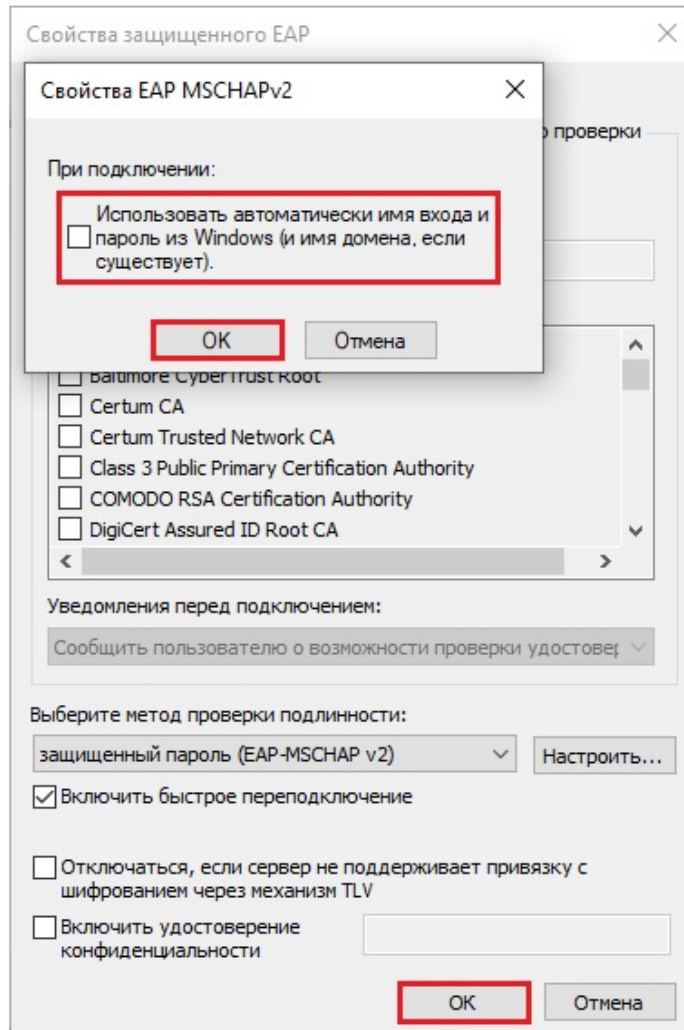 Свойства защищенного EAP
Свойства EAP MSCHAPv2
о проверки
При подключении:
Использовать автоматически имя входа и
пароль из Windows (и имя домена, если
существует).
OK
Отмена
Baltimore CyberTrust Root
Certum CA
Certum Trusted Network CA
Class 3 Public Primary Certification Authority
COMODO RSA Certification Authority
DigiCert Assured ID Root CA
Уведомления перед подключением:
Сообщить пользователю о возможности проверки
Выберите метод проверки подлинности:
защищенный пароль (EAP-MSCHAP v2)
Настроить...
Включить быстрое переподключение
Отключаться, если сервер не поддерживает привязку с
шифрованием через механизм TLV
Включить удостоверение
конфиденциальности
OK
Отмена